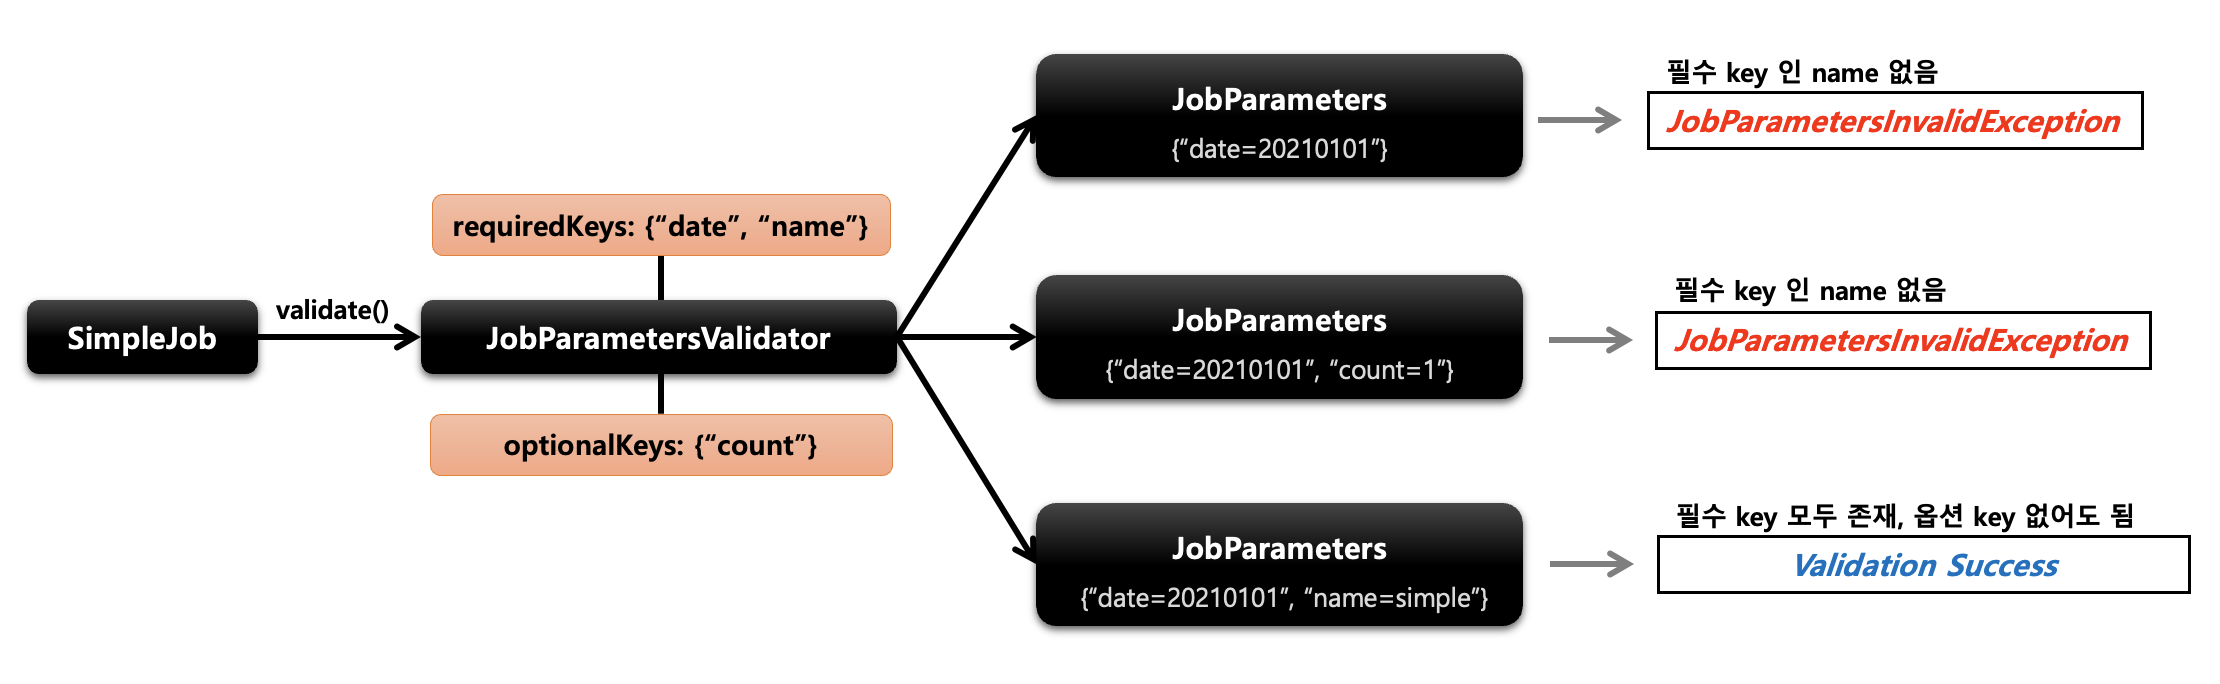 SimpleJob
validate()
requiredKeys: {“date”, “name”}
JobParametersValidator
optionalKeys: {“count”}
JobParameters
{“date=20210101”}
필수 key 인 name 없음
JobParametersInvalidException
JobParameters
{“date=20210101”, “count=1”}
필수 key 인 name 없음
JobParametersInvalidException
JobParameters
{“date=20210101”, “name=simple”}
필수 key 모두 존재, 옵션 key 없어도 됨
Validation Success